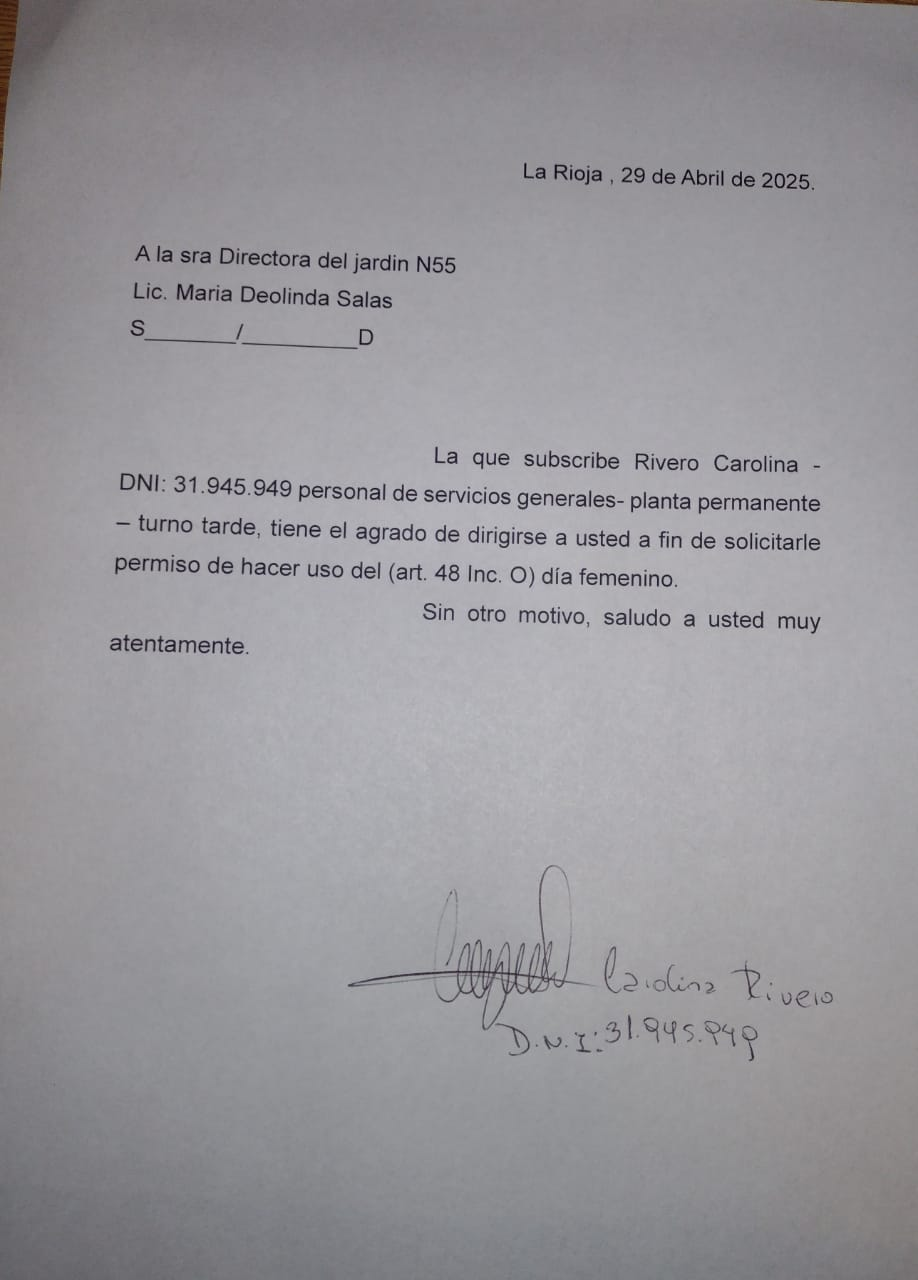 La Rioja , 29 de Abril de 2025.
A la sra Directora del jardin N55
Lic. Maria Deolinda Salas
S_______/_________D
La que subscribe Rivero Carolina -
DNI: 31.945.949 personal de servicios generales- planta permanente
– turno tarde, tiene el agrado de dirigirse a usted a fin de solicitarle
permiso de hacer uso del (art. 48 Inc. O) día femenino.
Sin otro motivo, saludo a usted muy
atentamente.
Carolina Rivero
D.N.I: 31.945.949